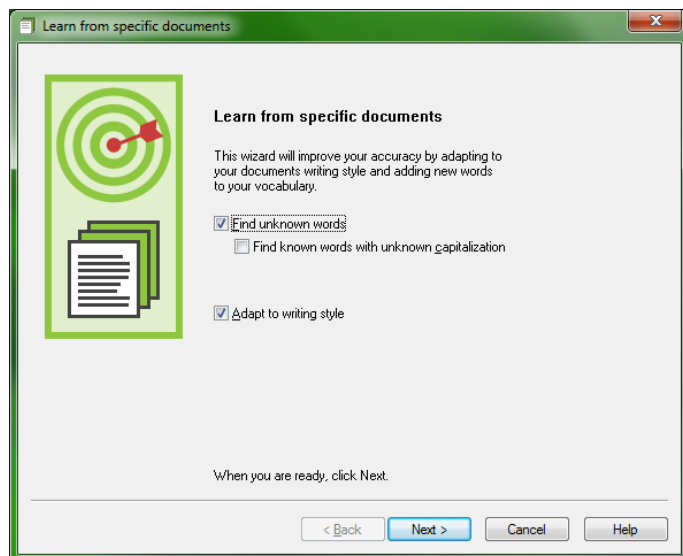 Learn from specific documents
Learn from specific documents
This wizard will improve your accuracy by adapting to
your documents writing style and adding new words
to your vocabulary.
Find unknown words
Find known words with unknown capitalization
Adapt to writing style
When you are ready, click Next.
< Back Next > Cancel Help